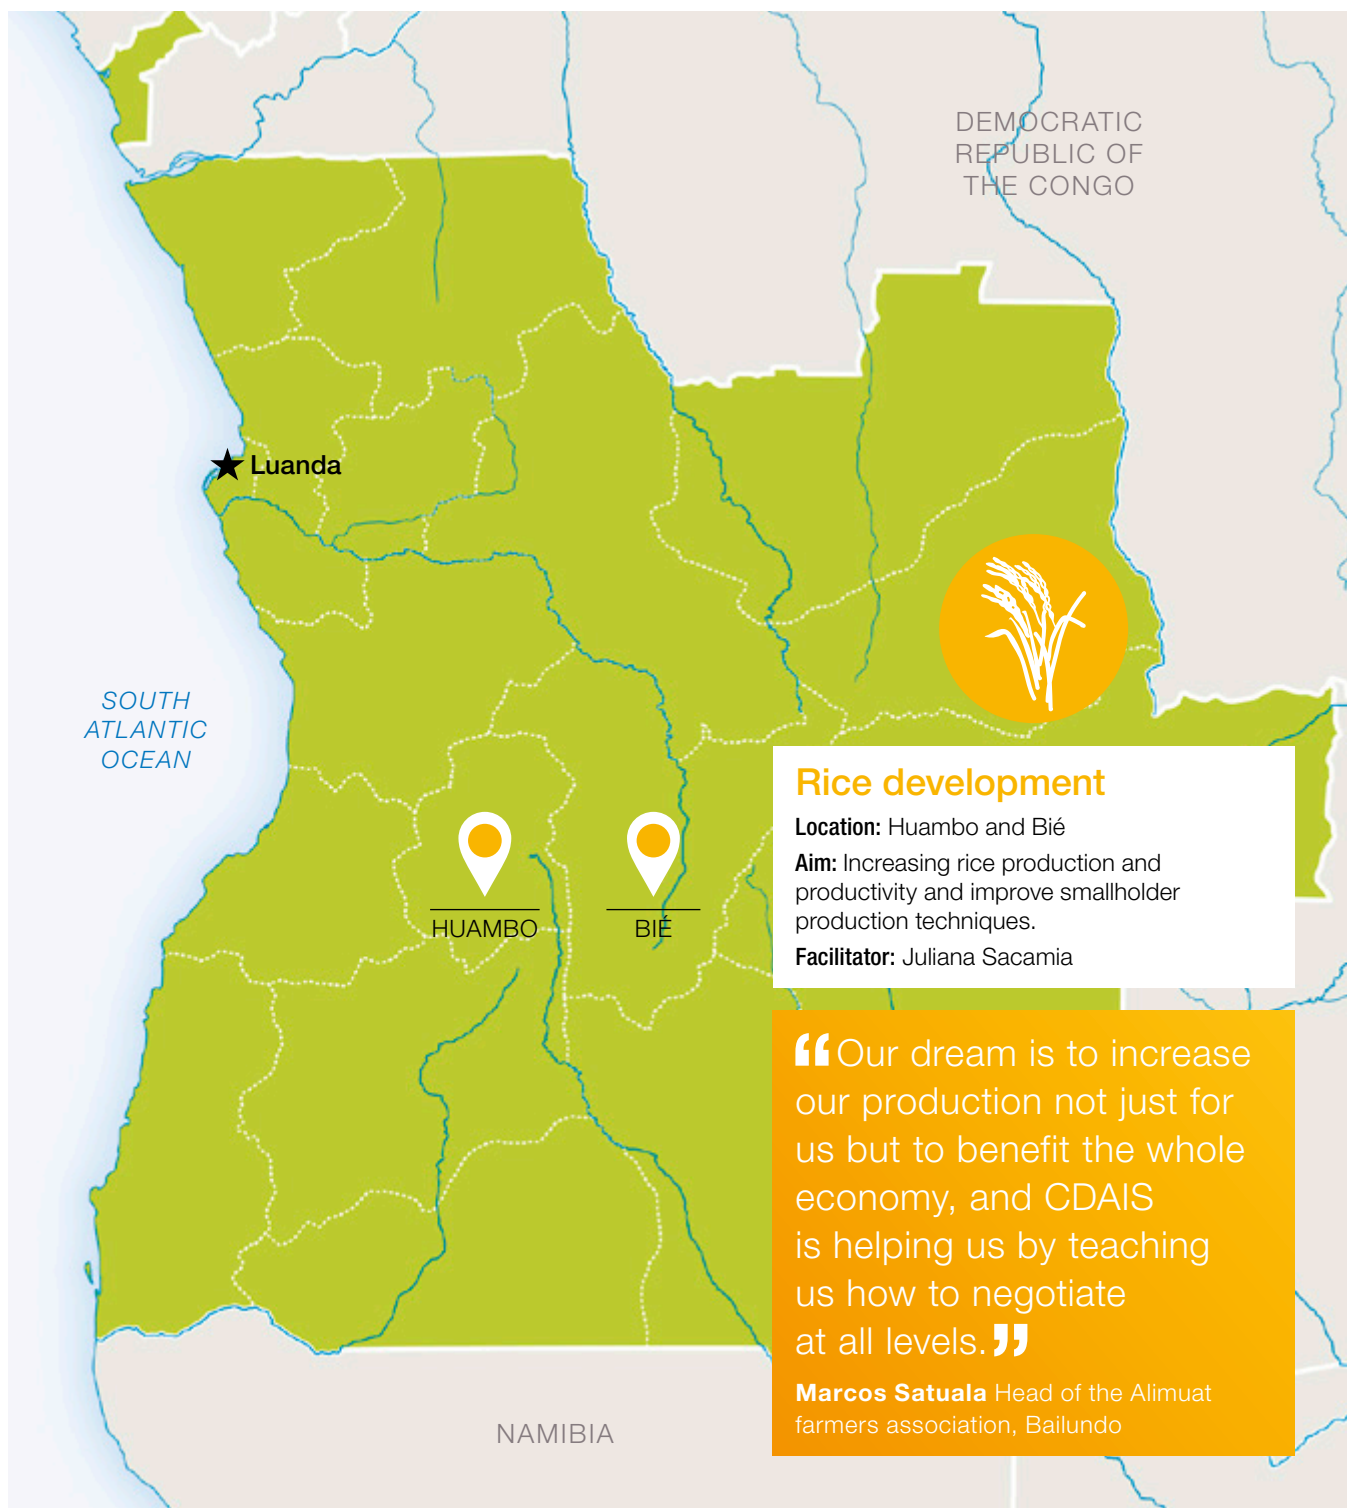 DEMOCRATIC
REPUBLIC OF
THE CONGO
Luanda
SOUTH
ATLANTIC
OCEAN
HUAMBO
BIÉ
Rice development
Location: Huambo and Bié
Aim: Increasing rice production and
productivity and improve smallholder
production techniques.
Facilitator: Juliana Sacamia
“Our dream is to increase
our production not just for
us but to benefit the whole
economy, and CDAIS
is helping us by teaching
us how to negotiate
at all levels.”
Marcos Satuala Head of the Alimuat
farmers association, Bailundo
NAMIBIA